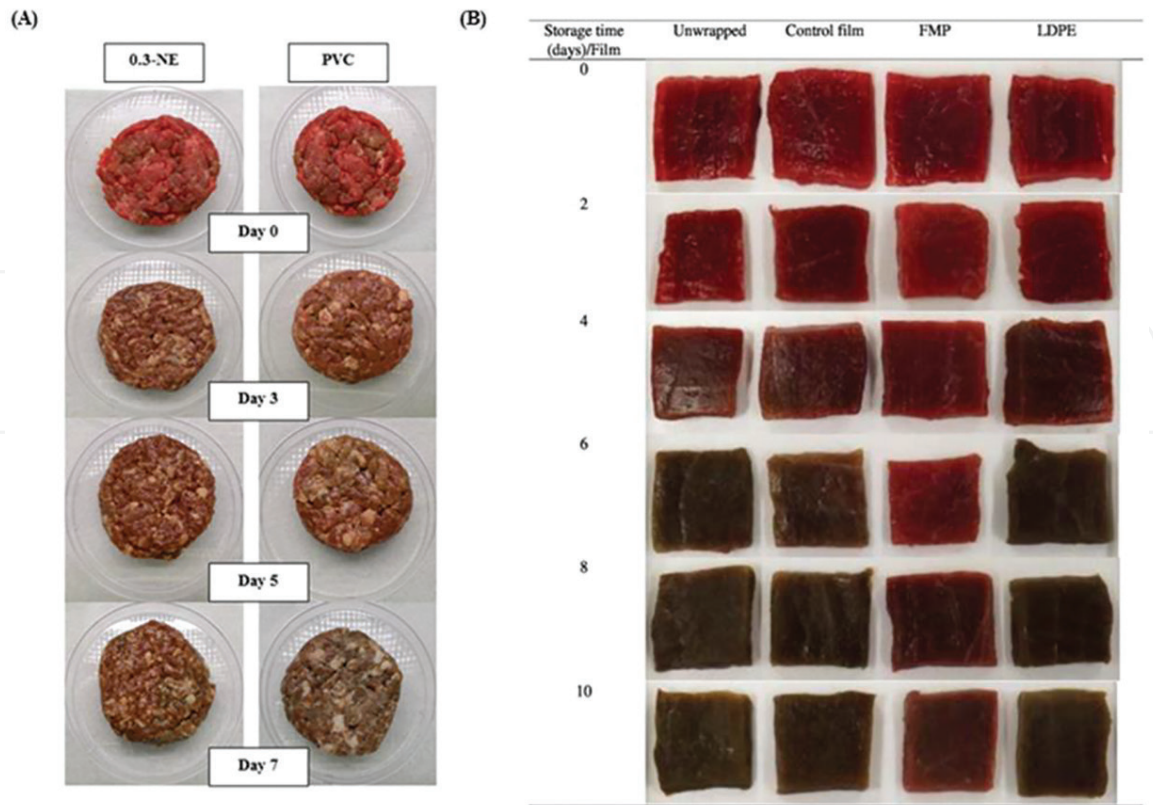 (A)
0.3-NE
PVC
Day 0
Day 3
Day 5
Day 7
(B)
Storage time
(days)/Film
Unwrapped
Control film
FMP
LDPE
0
2
4
6
8
10